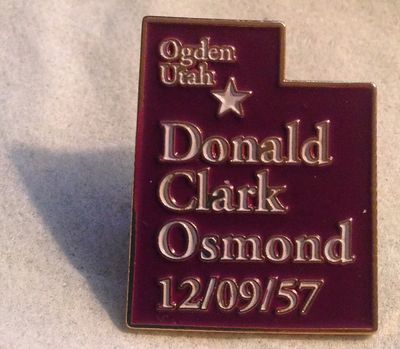 Ogden
Utah
Donald
Clark
Osmond
12/09/57